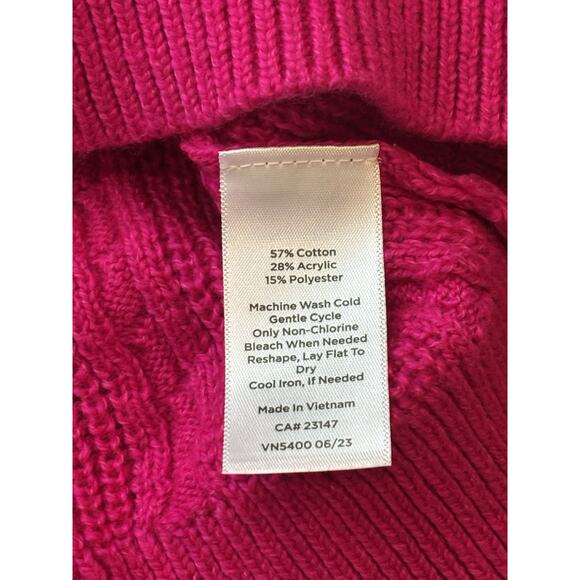 57% Cotton
28% Acrylic
15% Polyester
Machine Wash Cold
Gentle Cycle
Only Non-Chlorine
Bleach When Needed
Reshape, Lay Flat To
Dry
Cool Iron, If Needed
Made In Vietnam
CA# 23147
VN5400 06/23